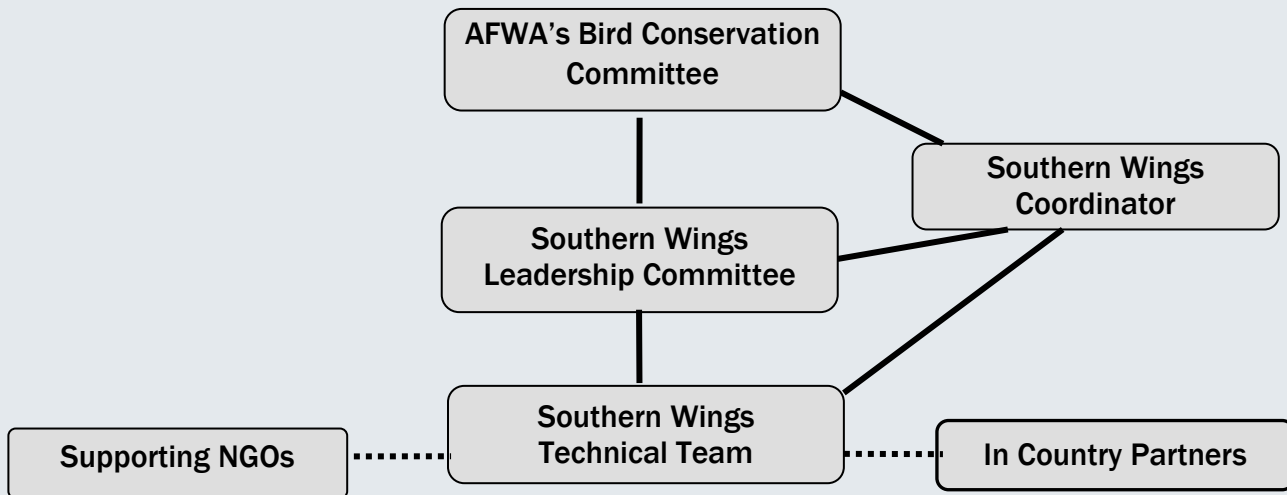 AFWA’s Bird Conservation
Committee
Southern Wings
Coordinator
Southern Wings
Leadership Committee
Southern Wings
Technical Team
Supporting NGOs
In Country Partners